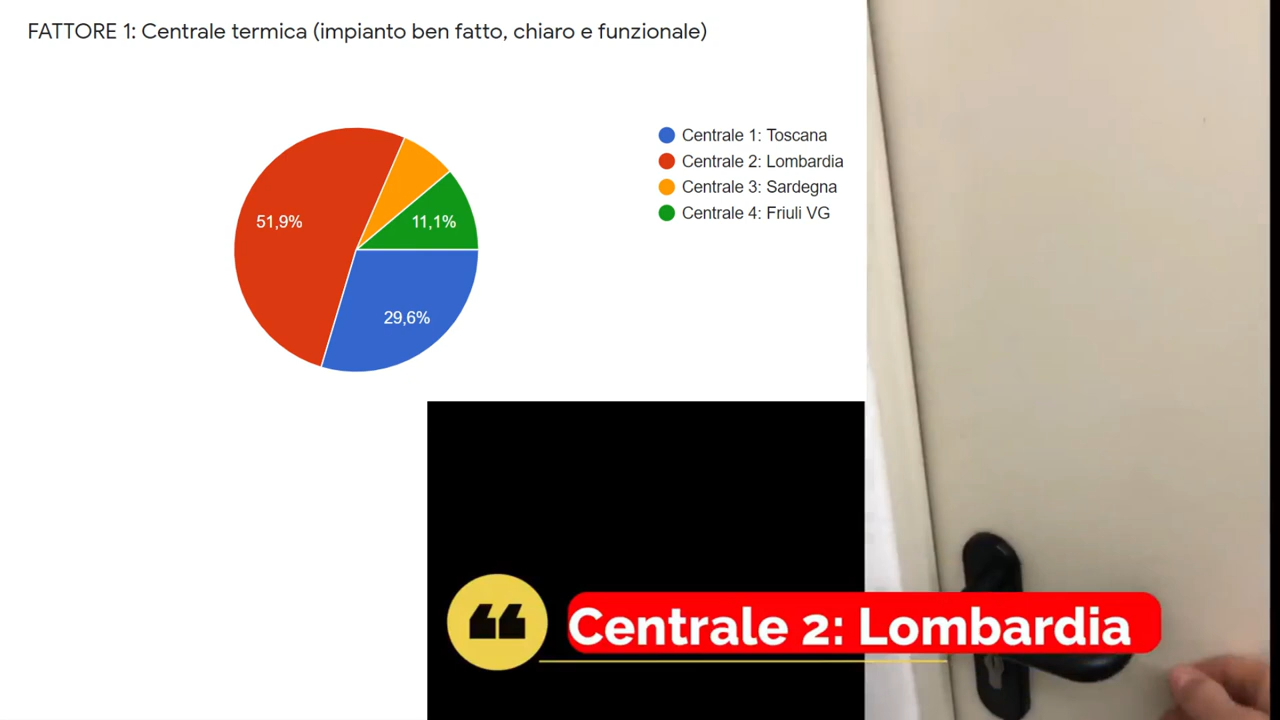 FATTORE 1: Centrale termica (impianto ben fatto, chiaro e funzionale)
Centrale 1: Toscana
Centrale 2: Lombardia
Centrale 3: Sardegna
Centrale 4: Friuli VG
51,9%
11,1%
29,6%
Centrale 2: Lombardia